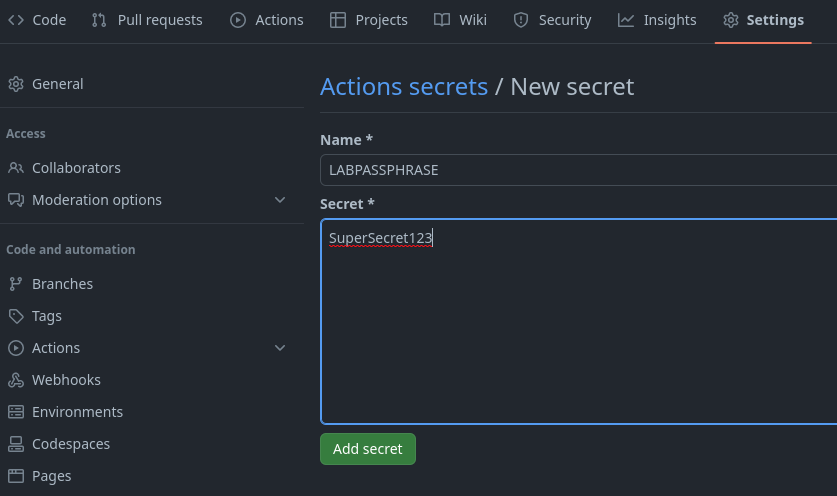 Code Pull requests Actions Projects Wiki Security Insights Settings
General
Access
Collaborators
Moderation options
Code and automation
Branches
Tags
Actions
Webhooks
Environments
Codespaces
Pages
Actions secrets / New secret
Name *
LABPASSPHRASE
Secret *
SuperSecret123
Add secret